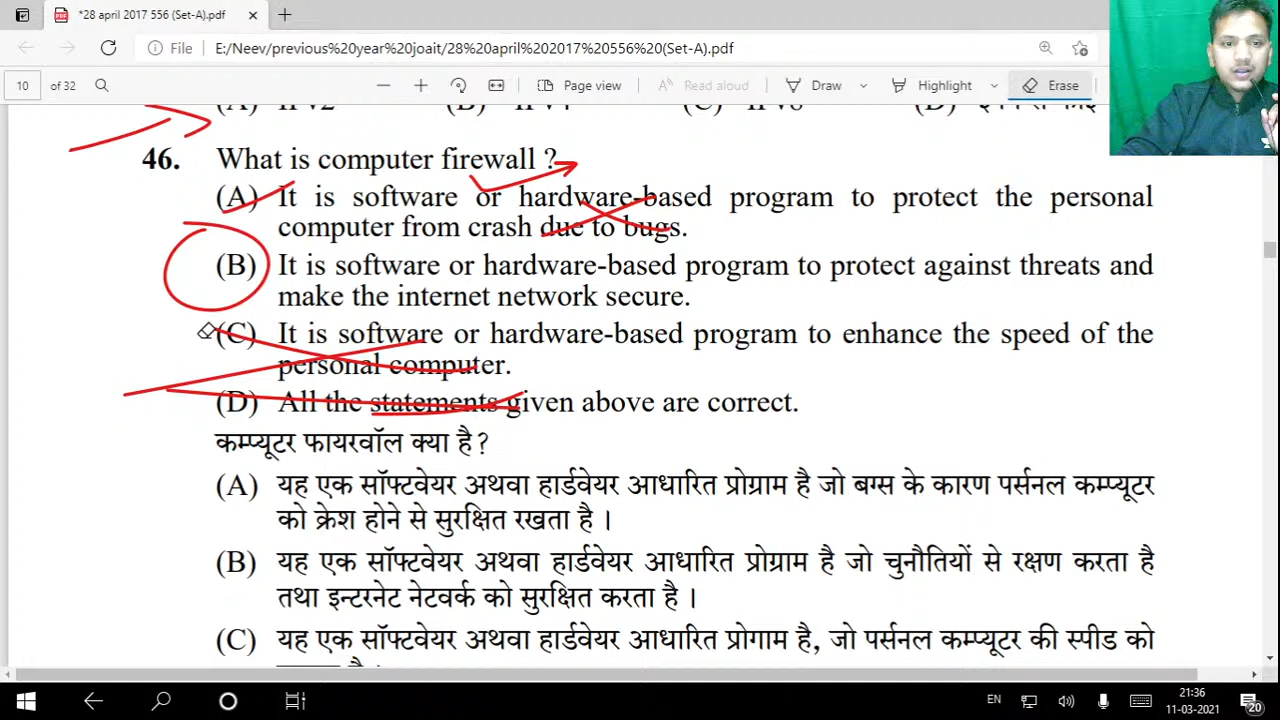 *28 april 2017 556 (Set-A).pdf
File E:/Neev/previous%20year%20joait/28%20april%202017%20556%20(Set-A).pdf
10 of 32 Page view Read aloud Draw Highlight Erase
46. What is computer firewall ?
(A) It is software or hardware-based program to protect the personal
computer from crash due to bugs.
(B) It is software or hardware-based program to protect against threats and
make the internet network secure.
(C) It is software or hardware-based program to enhance the speed of the
personal computer.
(D) All the statements given above are correct.
कम्प्यूटर फायरवॉल क्या है?
(A) यह एक सॉफ्टवेयर अथवा हार्डवेयर आधारित प्रोग्राम है जो बग्स के कारण पर्सनल कम्प्यूटर
को क्रेश होने से सुरक्षित रखता है ।
(B) यह एक सॉफ्टवेयर अथवा हार्डवेयर आधारित प्रोग्राम है जो चुनौतियों से रक्षण करता है
तथा इन्टरनेट नेटवर्क को सुरक्षित करता है ।
(C) यह एक सॉफ्टवेयर अथवा हार्डवेयर आधारित प्रोगाम है, जो पर्सनल कम्प्यूटर की स्पीड को
EN 21:36
11-03-2021 20